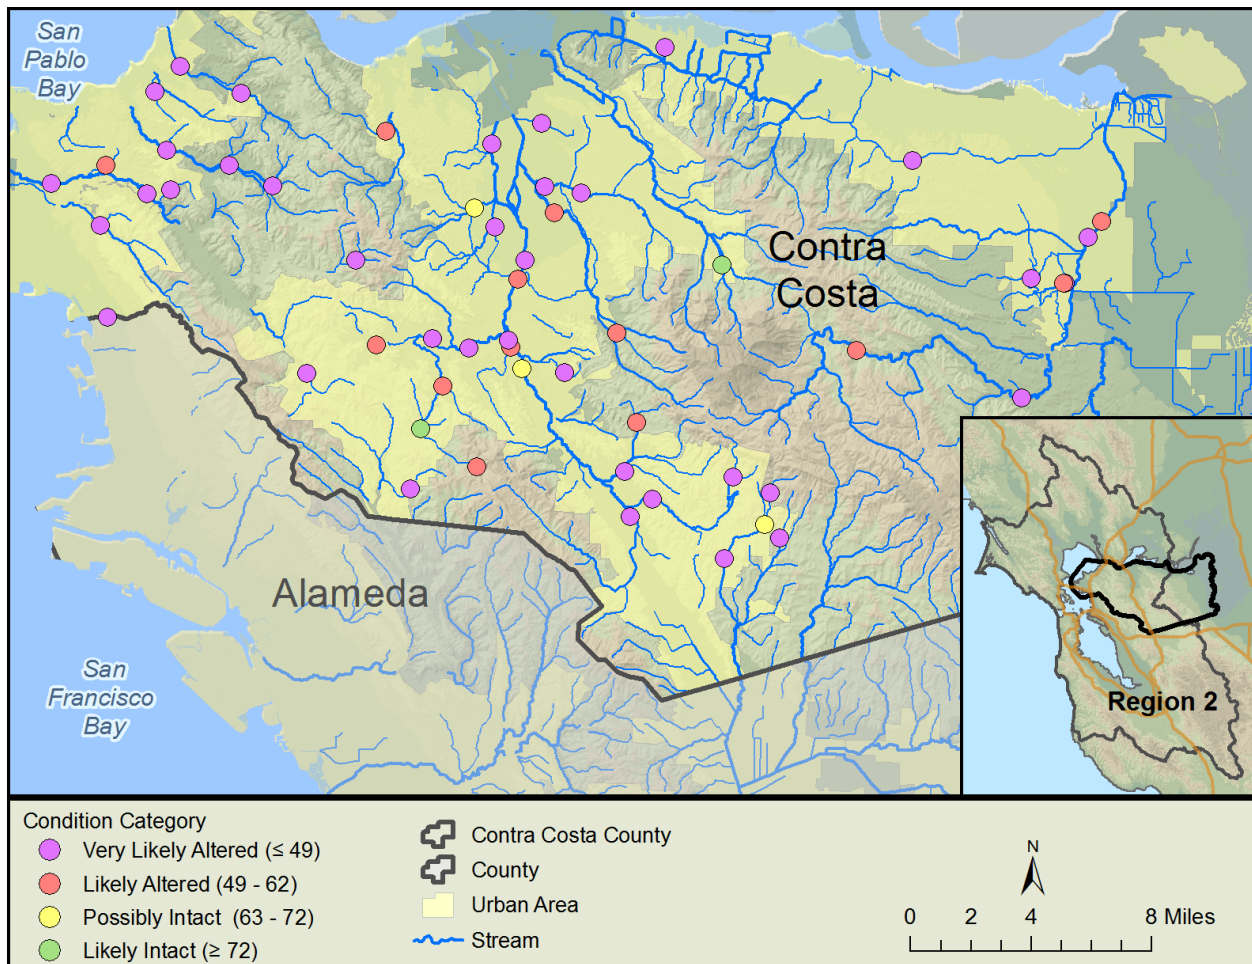 San
Pablo
Bay
Contra
Costa
Alameda
San
Francisco
Bay
Region 2
Condition Category
Very Likely Altered (≤ 49)
Likely Altered (49 - 62)
Possibly Intact (63 - 72)
Likely Intact (≥ 72)
Contra Costa County
County
Urban Area
Stream
N
0 2 4 8 Miles